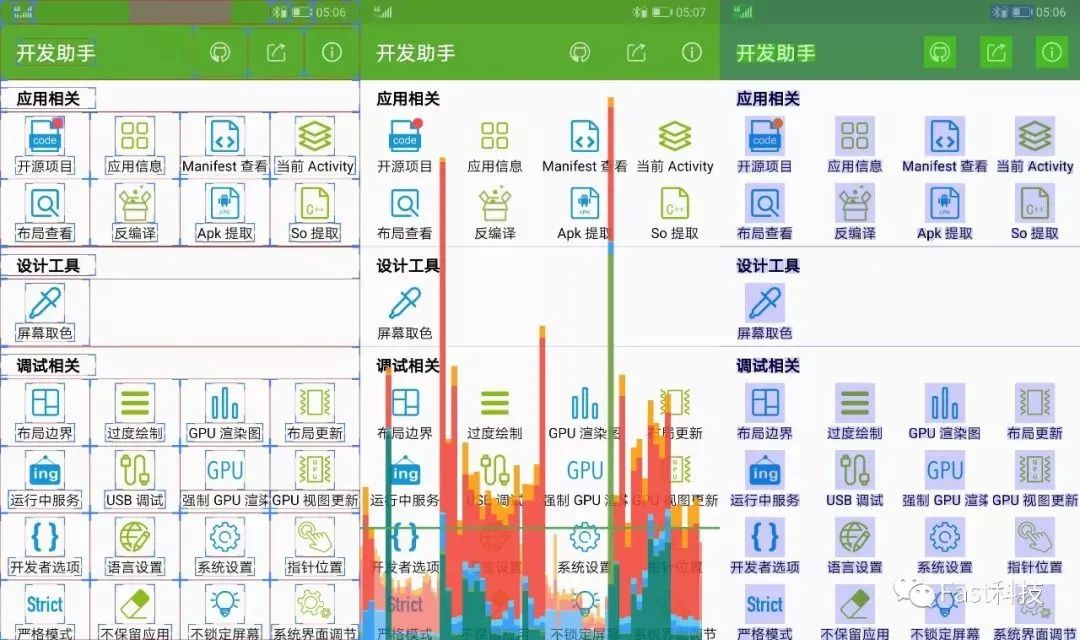 05:06
开发助手
应用相关
code
开源项目 应用信息 Manifest 查看 当前 Activity
APK C++
布局查看 反编译 Apk 提取 So 提取
设计工具
屏幕取色
调试相关
布局边界 过度绘制 GPU 渲染图 布局更新
ing GPU GPU
运行中服务 USB 调试 强制 GPU 渲染 GPU 视图更新
开发者选项 语言设置 系统设置 指针位置
Strict
严格模式 不保留应用 不锁定屏幕 系统界面调节
05:07
开发助手
应用相关
code
开源项目 应用信息 Manifest 查看 当前 Activity
APK C++
布局查看 反编译 Apk 提取 So 提取
设计工具
屏幕取色
调试相关
布局边界 过度绘制 GPU 渲染图 布局更新
ing GPU GPU
运行中服务 USB 调试 强制 GPU 渲染 GPU 视图更新
开发者选项 语言设置 系统设置 指针位置
Strict
严格模式 不保留应用 不锁定屏幕 系统界面调节
05:06
开发助手
应用相关
code
开源项目 应用信息 Manifest 查看 当前 Activity
APK C++
布局查看 反编译 Apk 提取 So 提取
设计工具
屏幕取色
调试相关
布局边界 过度绘制 GPU 渲染图 布局更新
ing GPU GPU
运行中服务 USB 调试 强制 GPU 渲染 GPU 视图更新
开发者选项 语言设置 系统设置 指针位置
Strict
严格模式 不保留应用 不锁定屏幕 系统界面调节
Fast科技